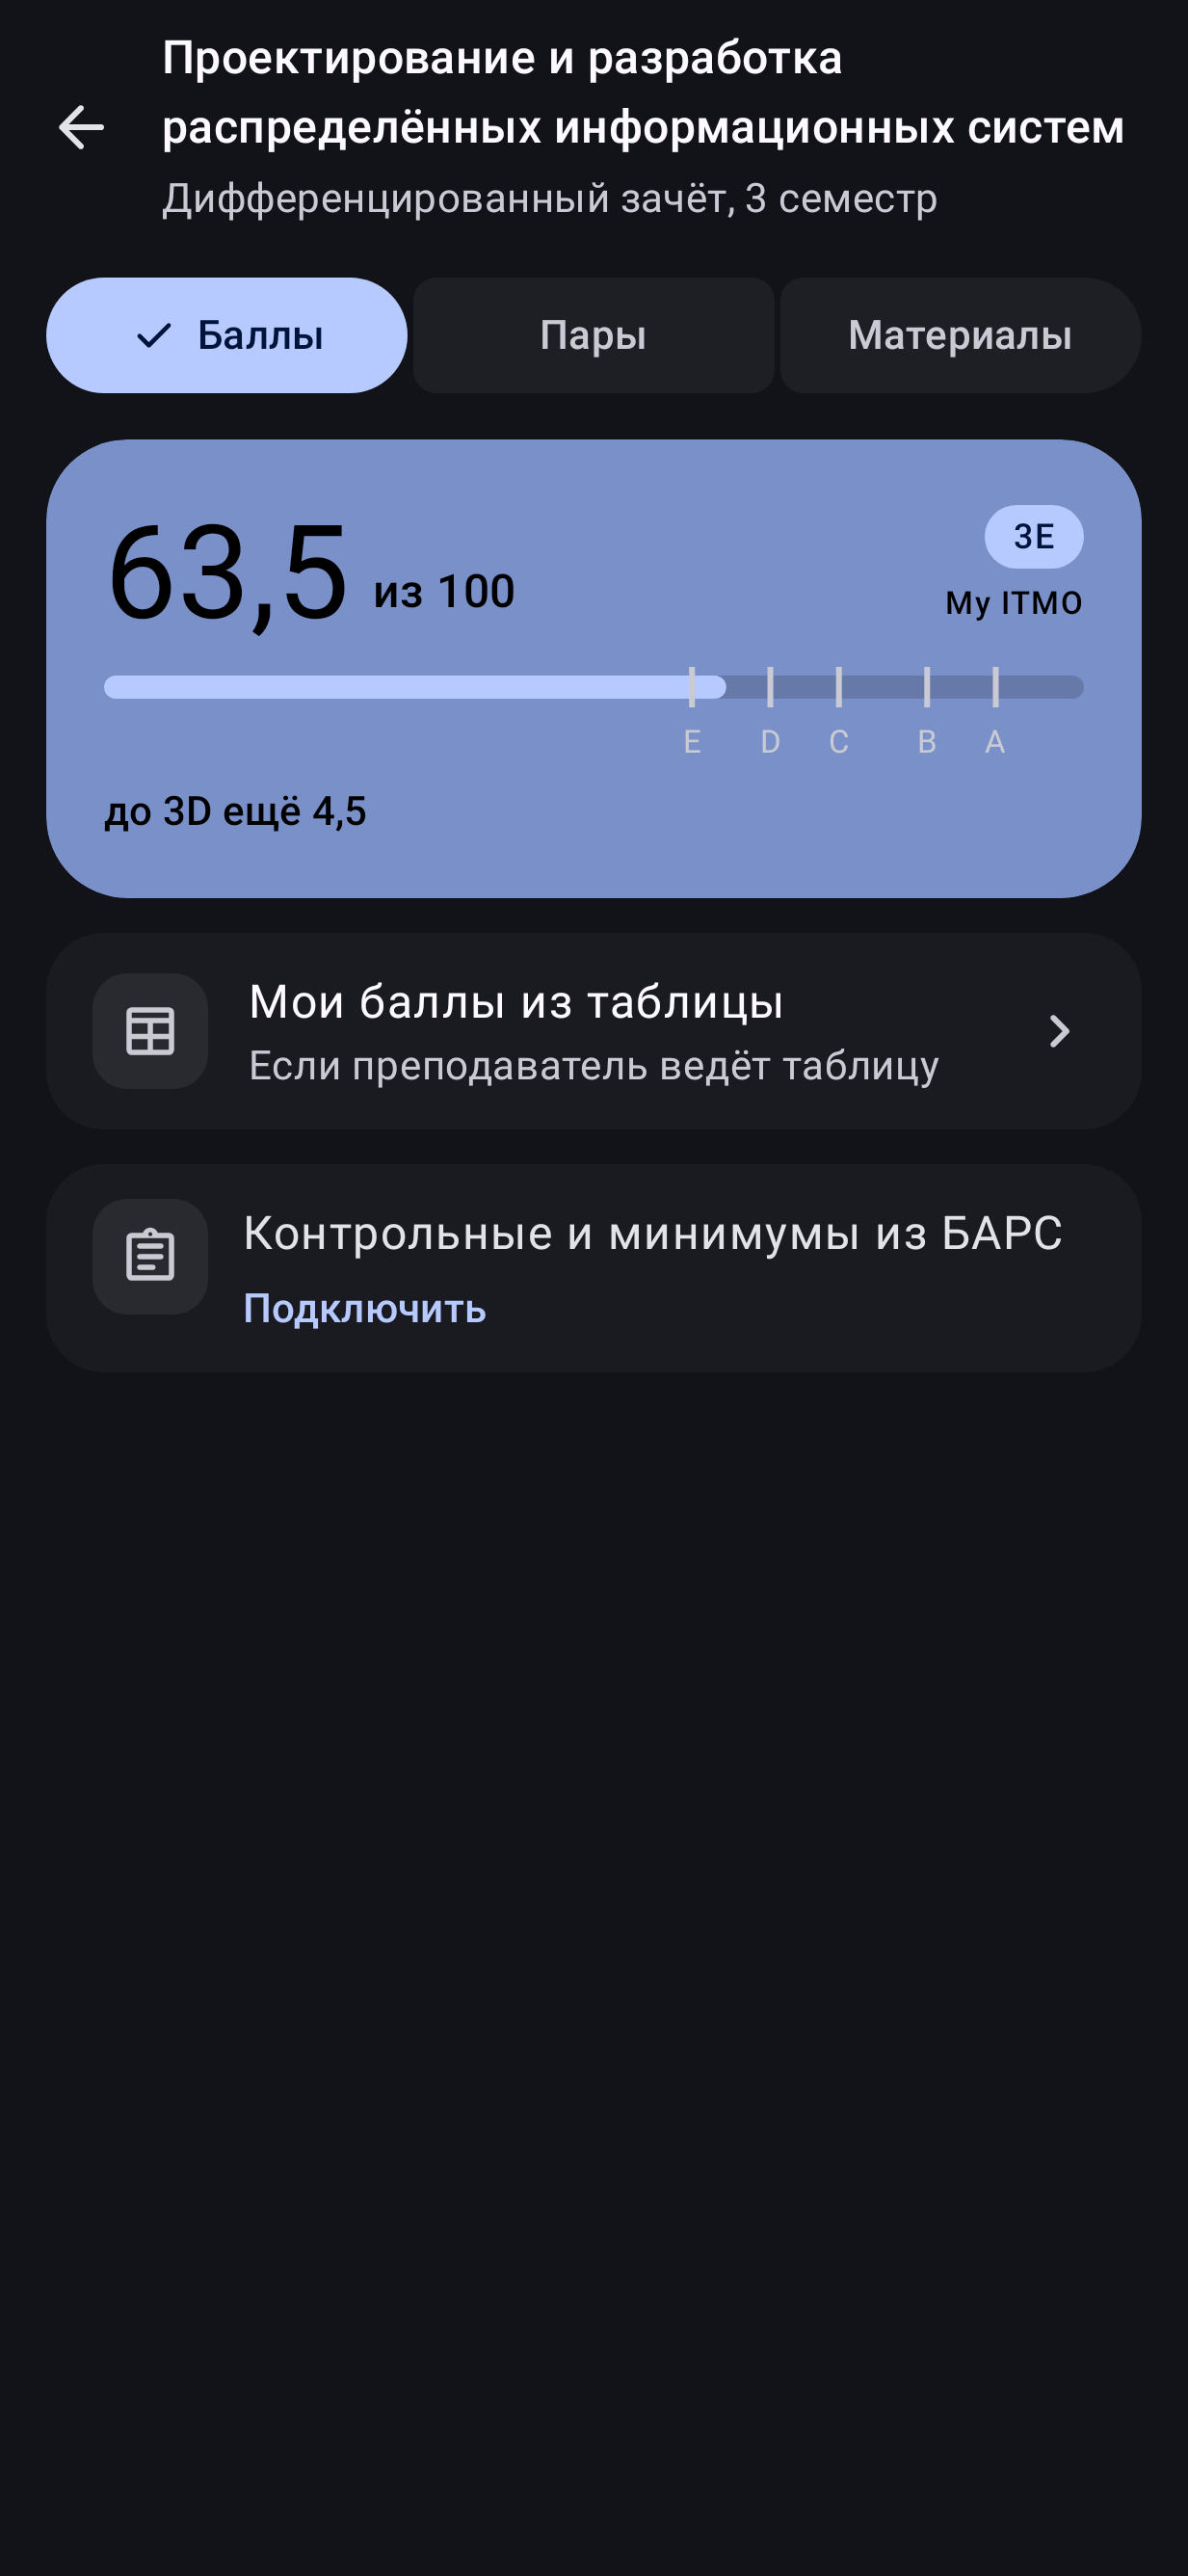 Проектирование и разработка
распределённых информационных систем
Дифференцированный зачёт, 3 семестр
Баллы
Пары
Материалы
63,5 из 100
3E
My ITMO
E D C B A
до 3D ещё 4,5
Мои баллы из таблицы
Если преподаватель ведёт таблицу
Контрольные и минимумы из БАРС
Подключить